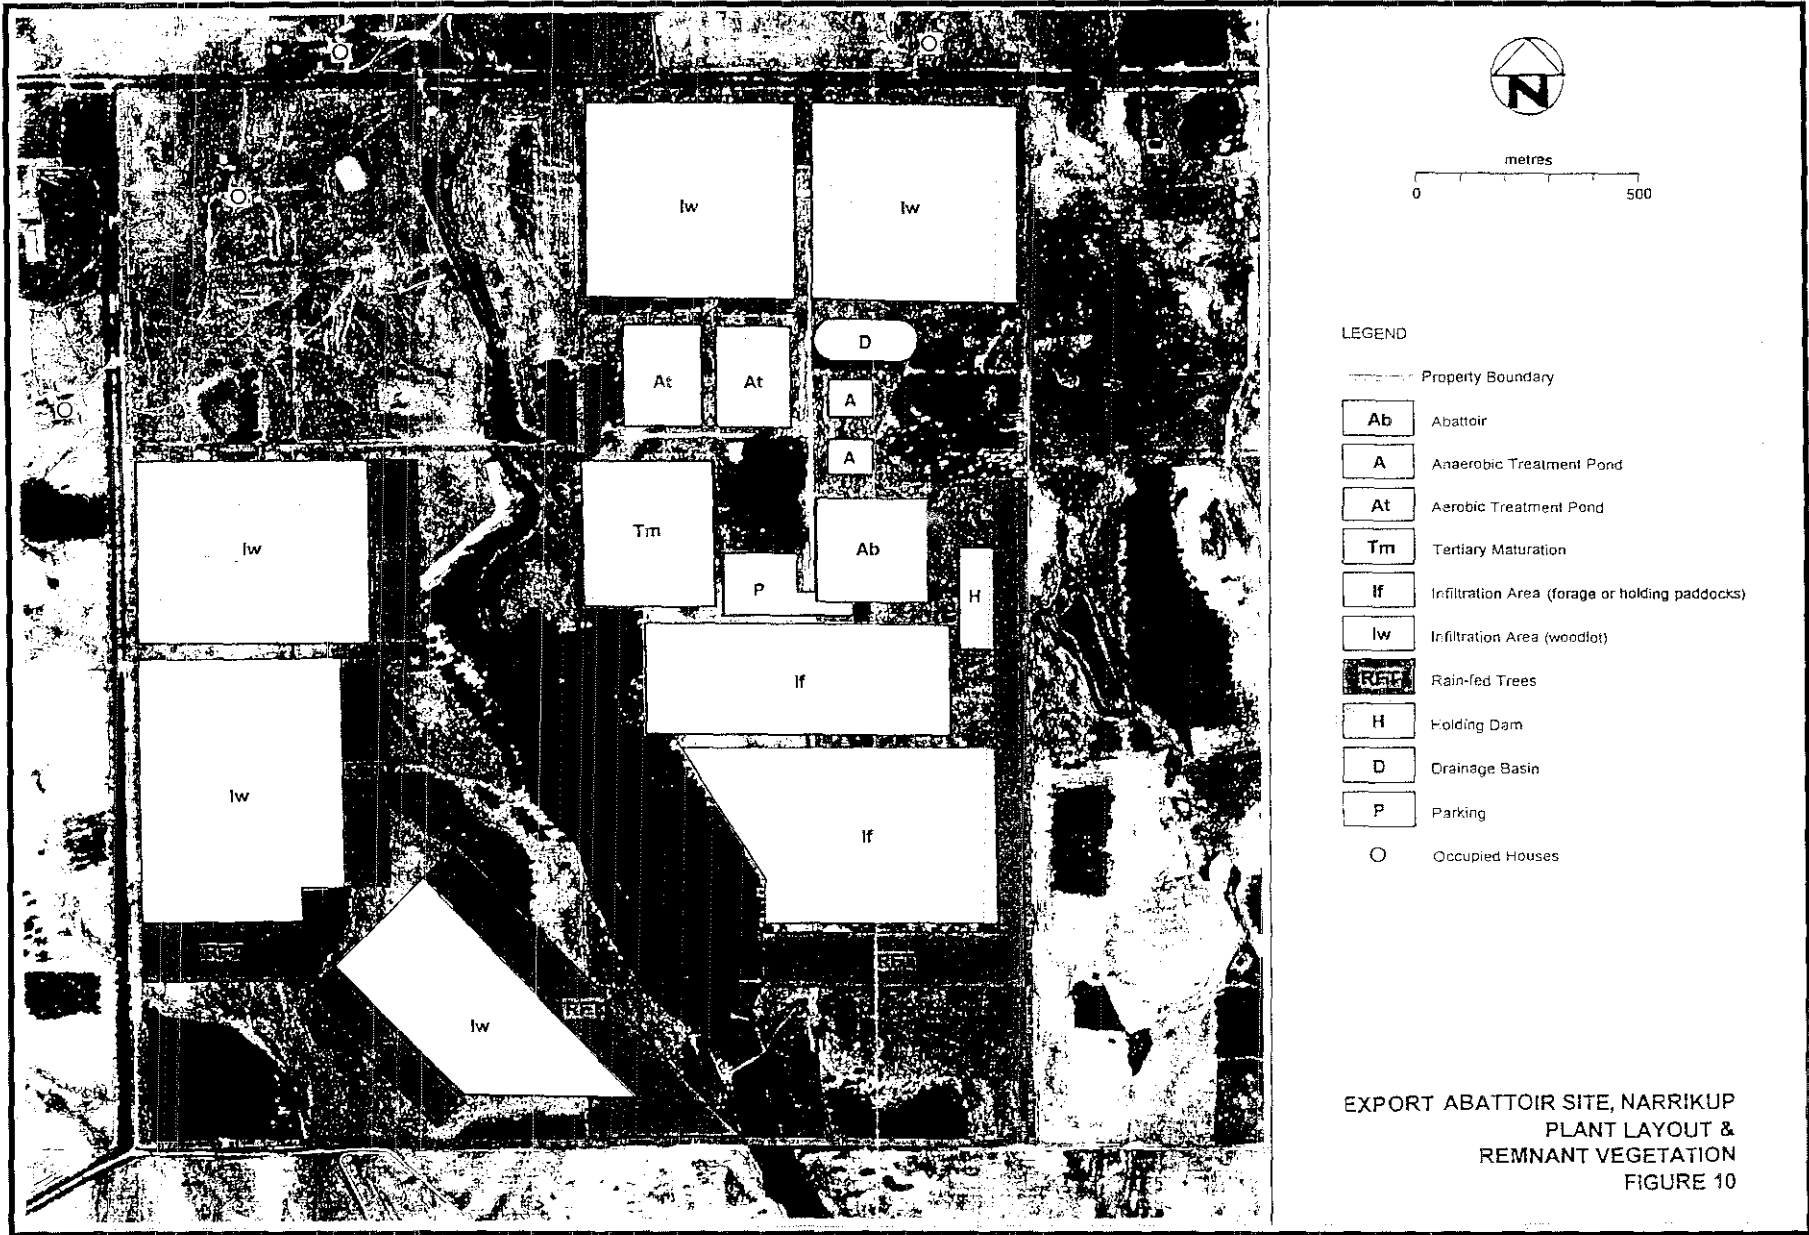 Iw
Iw
D
At
At
A
A
Iw
Tm
Ab
P
H
If
Iw
If
RFT
RFT
RFT
Iw
N
metres
0 500
LEGEND
Property Boundary
Ab Abattoir
A Anaerobic Treatment Pond
At Aerobic Treatment Pond
Tm Tertiary Maturation
If Infiltration Area (forage or holding paddocks)
Iw Infiltration Area (woodlot)
RFT Rain-fed Trees
H Holding Dam
D Drainage Basin
P Parking
Occupied Houses
EXPORT ABATTOIR SITE, NARRIKUP
PLANT LAYOUT &
REMNANT VEGETATION
FIGURE 10